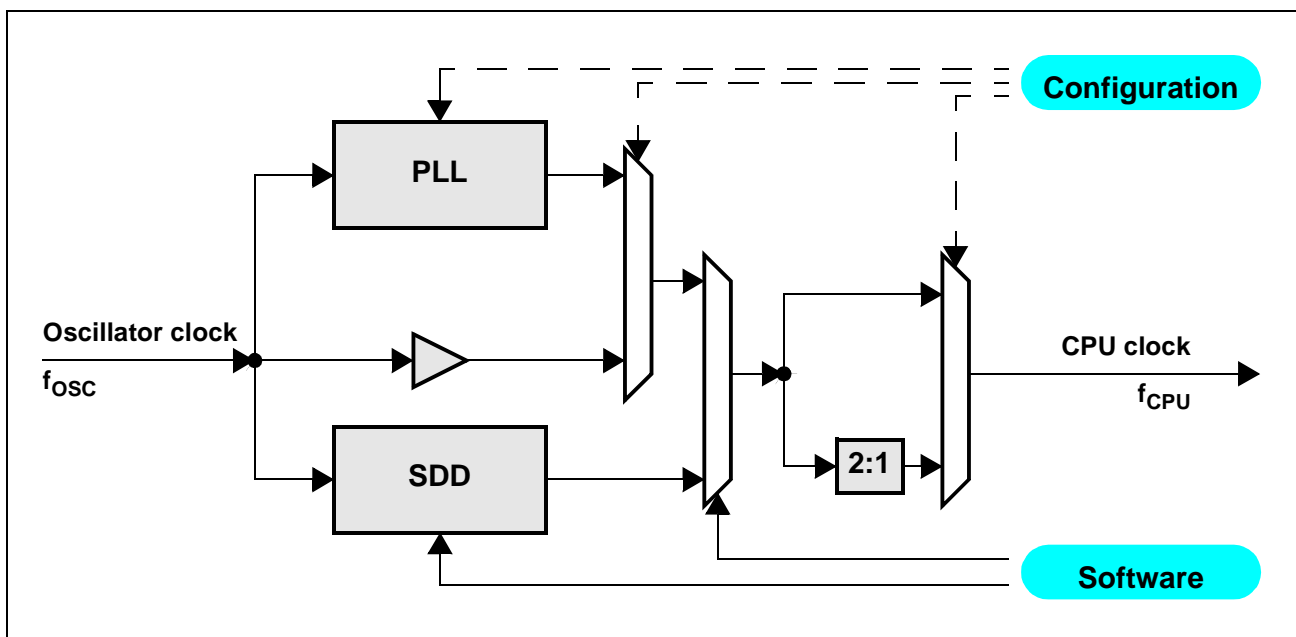 Configuration
PLL
Oscillator clock
fOSC
CPU clock
fCPU
SDD
2:1
Software